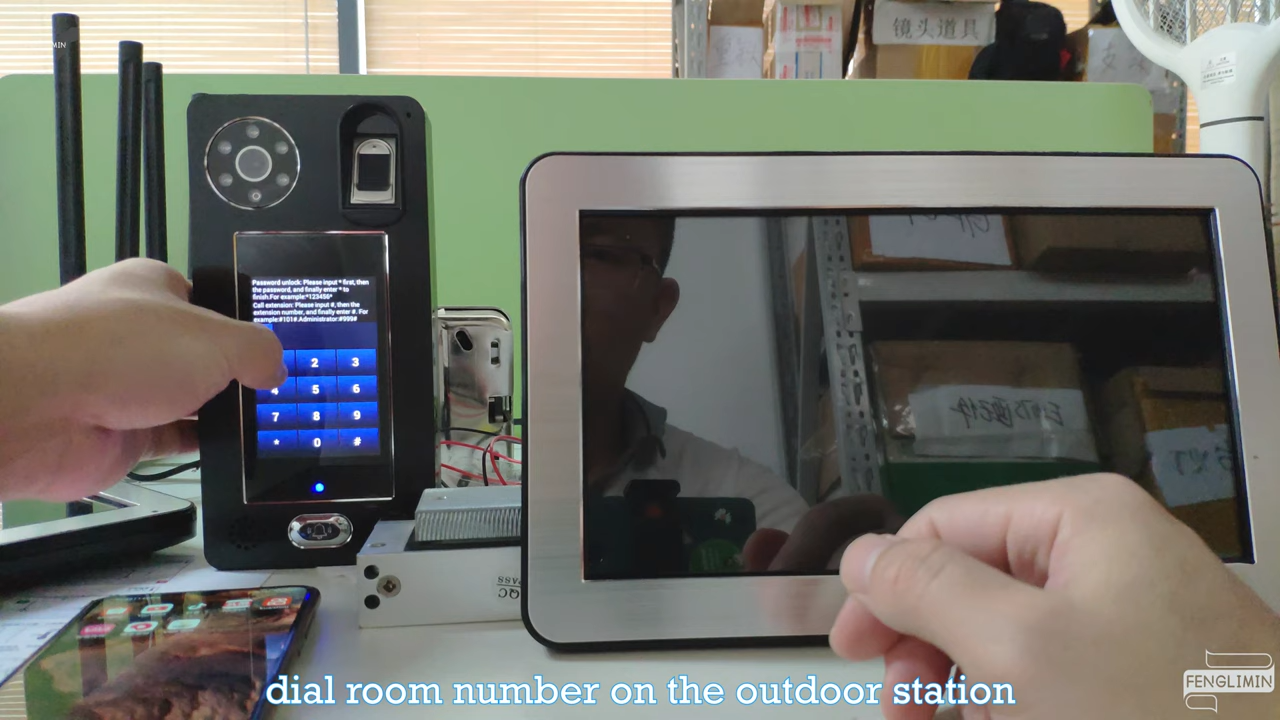 MIN
镜头道具
Password unlock: Please input * first, then
the password, and finally enter * to
finish.For example:*123456*
Call extension: Please input #, then the
extension number, and finally enter #. For
example:#101#.Administrator:#999#
2 3
4 5 6
7 8 9
* 0 #
QC
PASS
dial room number on the outdoor station
FENGLIMIN